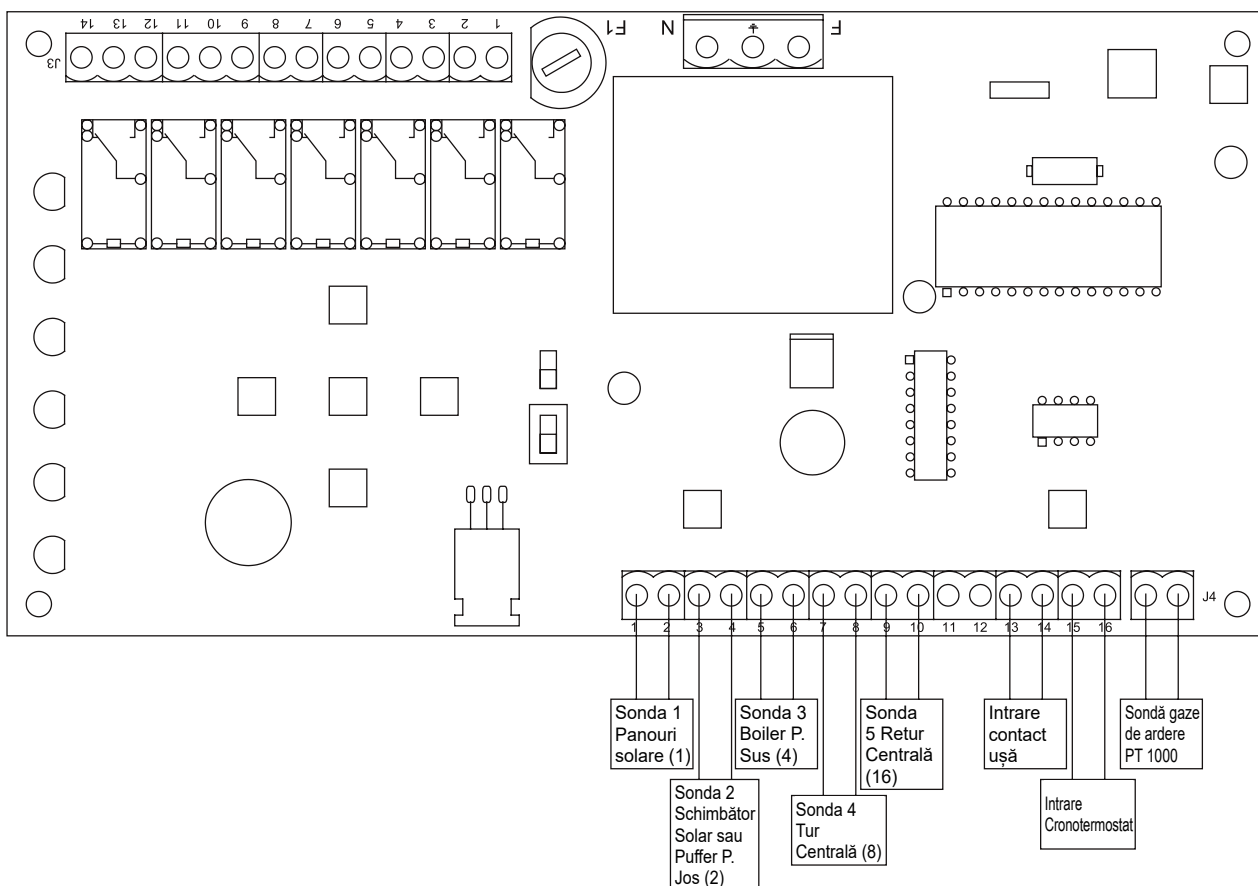 14 13 12 11 10 9 8 7 6 5 4 3 2 1
J3
F1
N
F
J4
1 2 3 4 5 6 7 8 9 10 11 12 13 14 15 16
Sonda 1
Panouri
solare (1)
Sonda 2
Schimbător
Solar sau
Puffer P.
Jos (2)
Sonda 3
Boiler P.
Sus (4)
Sonda 4
Tur
Centrală (8)
Sonda
5 Retur
Centrală
(16)
Intrare
contact
ușă
Intrare
Cronotermostat
Sondă gaze
de ardere
PT 1000